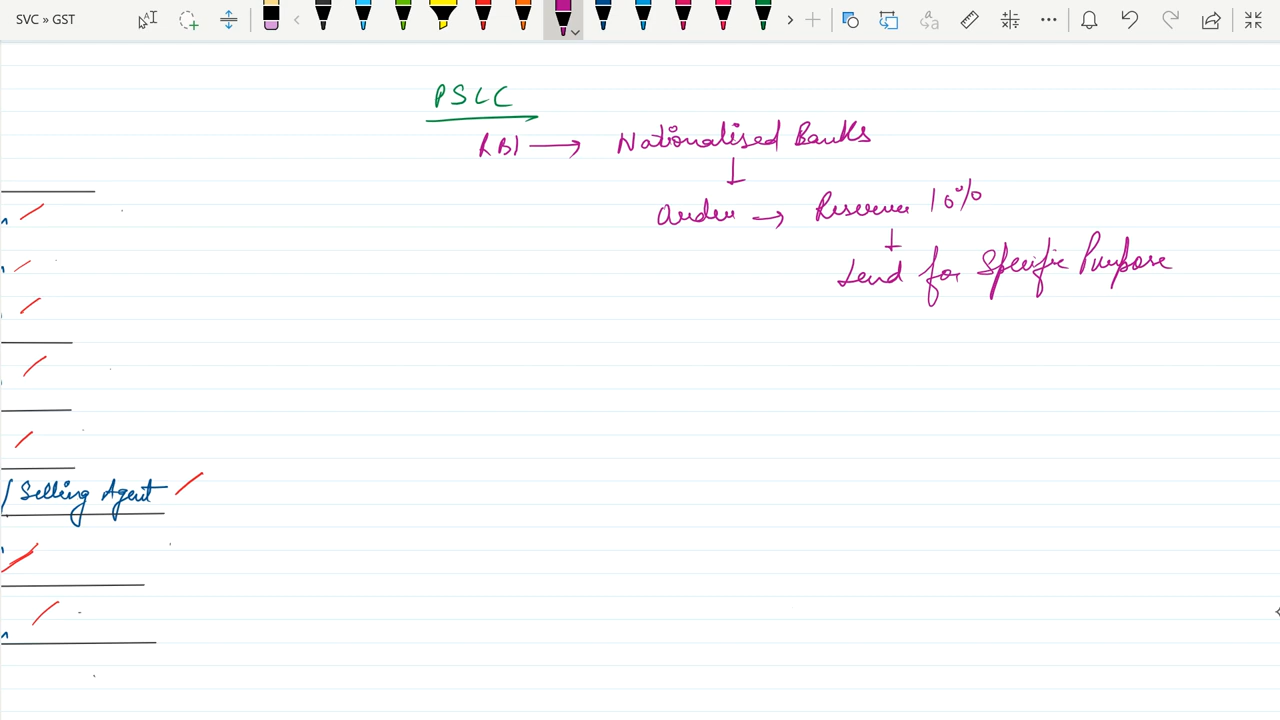 SVC » GST
PSLC
RBI → Nationalised Banks
↓
Order → Reserve 10%
↓
Lend for Specific Purpose
/ Selling Agent